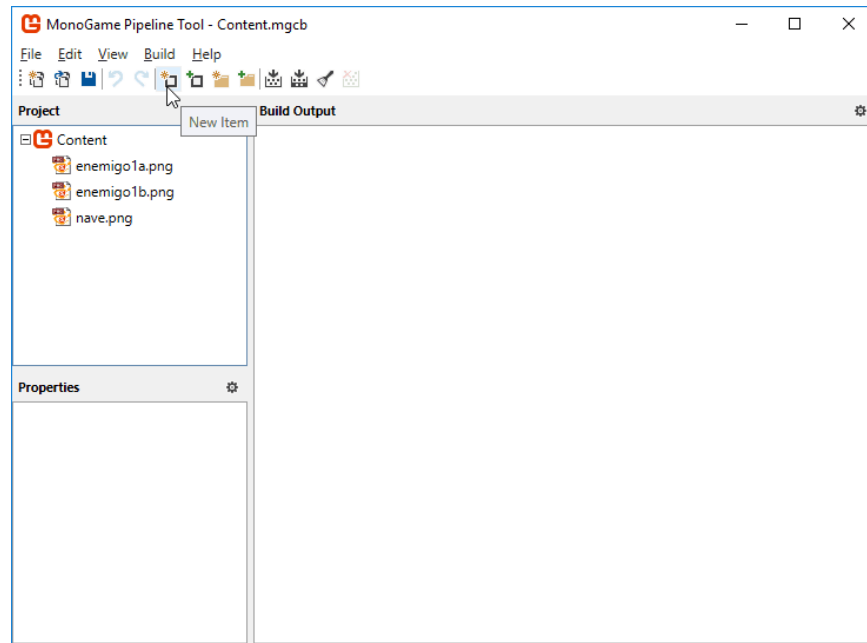 MonoGame Pipeline Tool - Content.mgcb
File Edit View Build Help
New Item
Project
Build Output
Content
enemigo1a.png
enemigo1b.png
nave.png
Properties